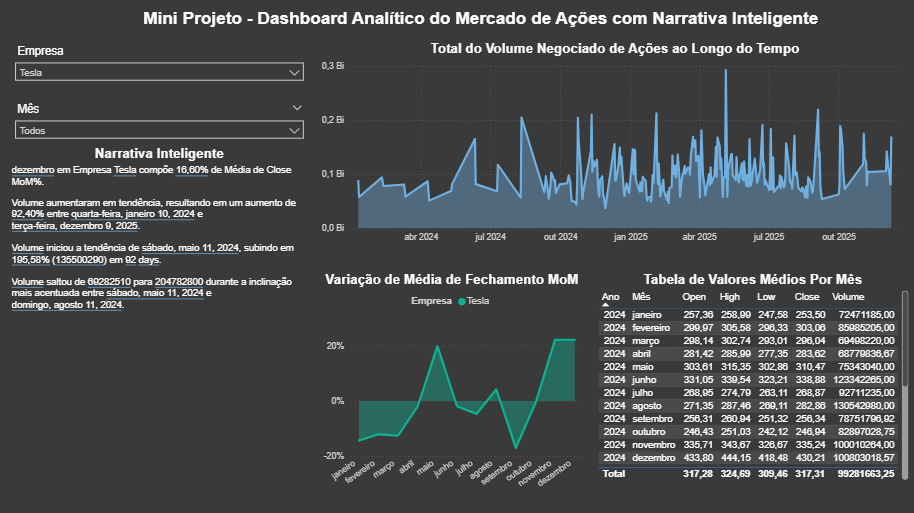 Mini Projeto - Dashboard Analítico do Mercado de Ações com Narrativa Inteligente
Empresa
Tesla
Mês
Todos
Narrativa Inteligente
dezembro em Empresa Tesla compõe 16,60% de Média de Close
MoM%.
Volume aumentaram em tendência, resultando em um aumento de
92,40% entre quarta-feira, janeiro 10, 2024 e
terça-feira, dezembro 9, 2025.
Volume iniciou a tendência de sábado, maio 11, 2024, subindo em
195,58% (135500290) em 92 days.
Volume saltou de 69282510 para 204782800 durante a inclinação
mais acentuada entre sábado, maio 11, 2024 e
domingo, agosto 11, 2024.
Total do Volume Negociado de Ações ao Longo do Tempo
0,3 Bi
0,2 Bi
0,1 Bi
0,0 Bi
abr 2024 jul 2024 out 2024 jan 2025 abr 2025 jul 2025 out 2025
Variação de Média de Fechamento MoM
Empresa Tesla
20%
0%
-20%
janeiro fevereiro março abril maio junho julho agosto setembro outubro novembro dezembro
Tabela de Valores Médios Por Mês
Ano Mês Open High Low Close Volume
2024 janeiro 257,36 258,99 247,58 253,50 72471185,00
2024 fevereiro 299,97 305,58 296,33 303,06 85985205,00
2024 março 298,14 302,74 293,01 296,04 69498220,00
2024 abril 281,42 285,99 277,35 283,62 68779836,67
2024 maio 303,61 315,35 302,86 310,47 75343040,00
2024 junho 331,05 339,54 323,21 338,88 123342265,00
2024 julho 268,95 274,79 263,11 268,87 92711235,00
2024 agosto 271,35 287,46 269,11 282,86 130542980,00
2024 setembro 256,31 260,94 251,32 256,34 78751796,92
2024 outubro 246,43 251,03 242,12 246,94 82897028,75
2024 novembro 335,71 343,67 326,67 335,24 100010264,00
2024 dezembro 433,80 444,15 418,48 430,21 100803018,57
Total 317,28 324,69 309,46 317,31 99281663,25